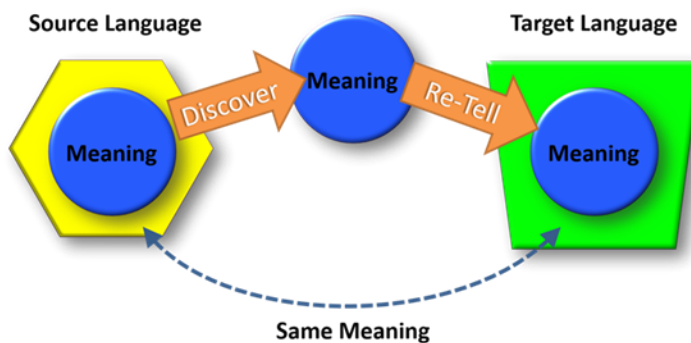 Source Language
Target Language
Meaning
Discover
Meaning
Re-Tell
Meaning
Same Meaning